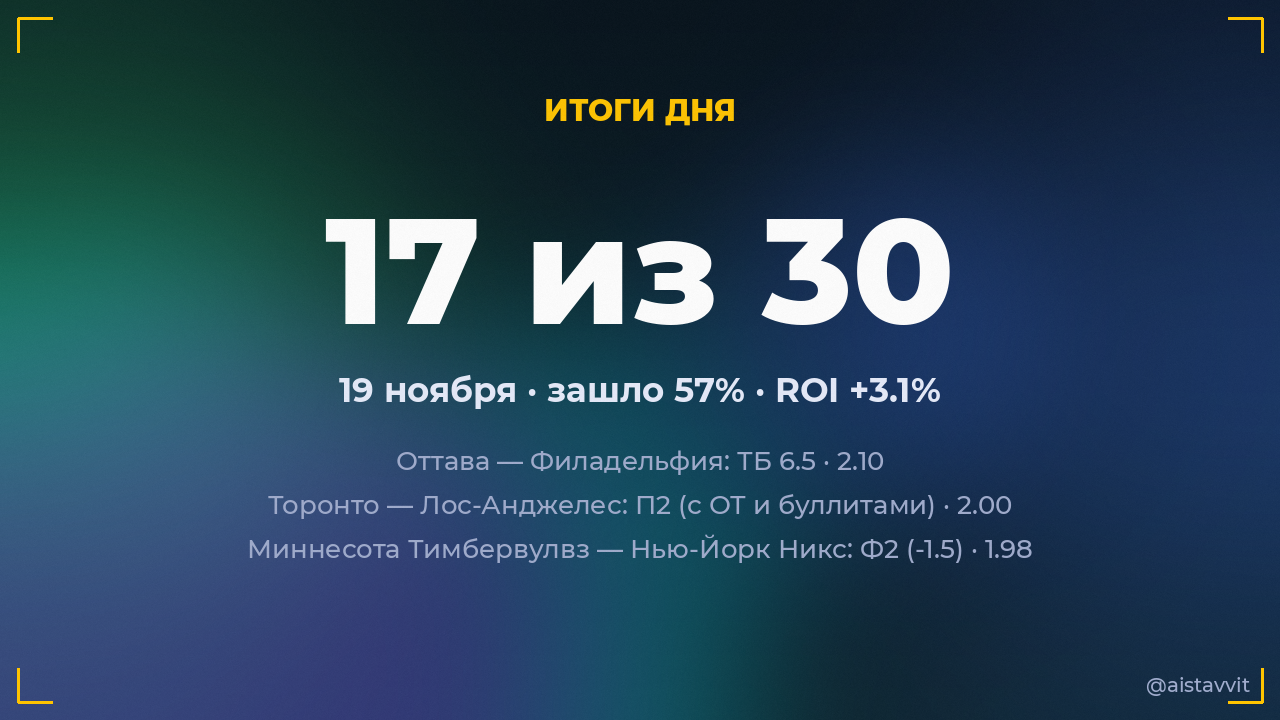 ИТОГИ ДНЯ
17 из 30
19 ноября · зашло 57% · ROI +3.1%
Оттава — Филадельфия: ТБ 6.5 · 2.10
Торонто — Лос-Анджелес: П2 (с ОТ и буллитами) · 2.00
Миннесота Тимбервулвз — Нью-Йорк Никс: Ф2 (-1.5) · 1.98
@aistavvit